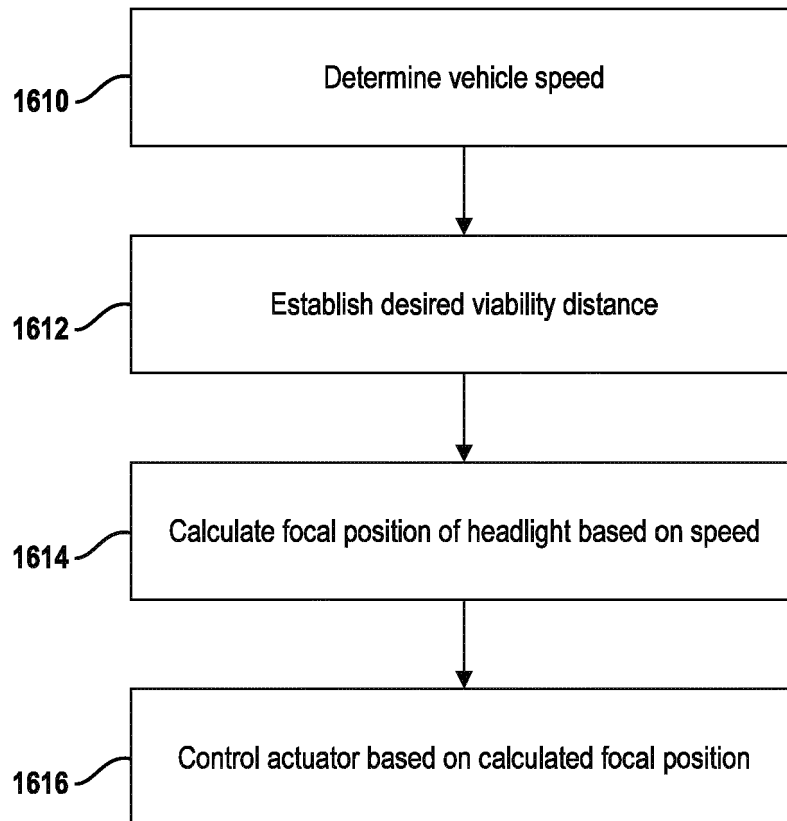 1610
Determine vehicle speed
1612
Establish desired viability distance
1614
Calculate focal position of headlight based on speed
1616
Control actuator based on calculated focal position